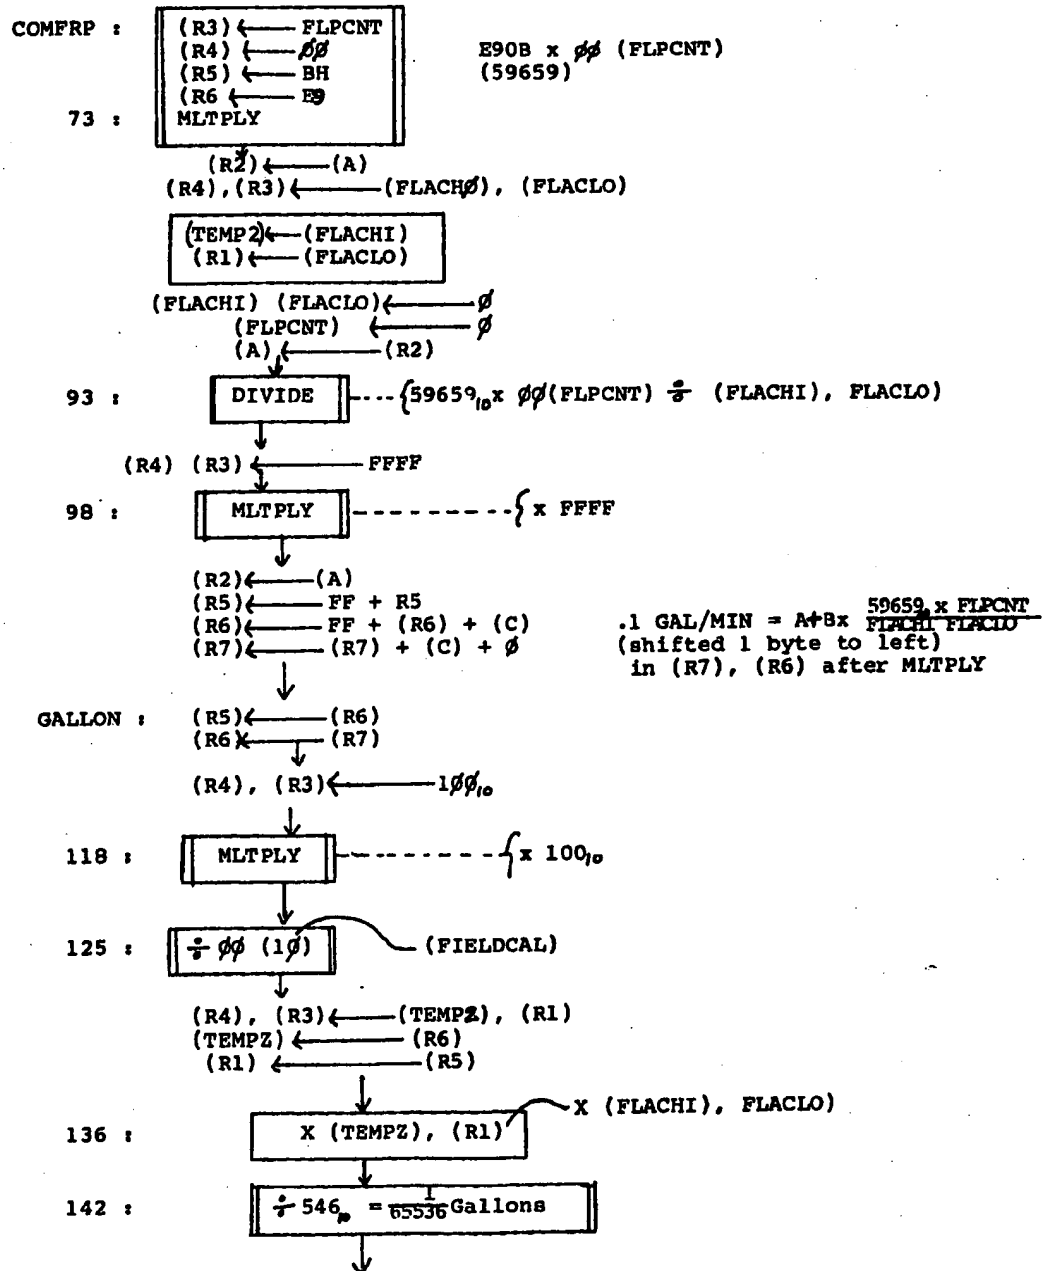 COMFRP :
(R3) ← FLPCNT
(R4) ← ØØ
(R5) ← BH
(R6 ← E9
73 : MLTPLY
E90B x ØØ (FLPCNT)
(59659)
(R2) ← (A)
(R4),(R3) ← (FLACHØ), (FLACLO)
(TEMP2) ← (FLACHI)
(R1) ← (FLACLO)
(FLACHI) (FLACLO) ← Ø
(FLPCNT) ← Ø
(A) ← (R2)
93 : DIVIDE ---- {59659₁₀ x ØØ(FLPCNT) ÷ (FLACHI), FLACLO)
(R4) (R3) ← FFFF
98 : MLTPLY ---------- { x FFFF
(R2) ← (A)
(R5) ← FF + R5
(R6) ← FF + (R6) + (C)
(R7) ← (R7) + (C) + Ø
.1 GAL/MIN = A+Bx 59659 x FLPCNT
FLACHI FLACLO
(shifted 1 byte to left)
in (R7), (R6) after MLTPLY
GALLON : (R5) ← (R6)
(R6) ← (R7)
(R4), (R3) ← 1ØØ₁₀
118 : MLTPLY ---------- { x 100₁₀
125 : ÷ ØØ (1Ø) (FIELDCAL)
(R4), (R3) ← (TEMP2), (R1)
(TEMPZ) ← (R6)
(R1) ← (R5)
X (FLACHI), FLACLO)
136 : X (TEMPZ), (R1)
142 : ÷ 546₁₀ = 1/65536 Gallons